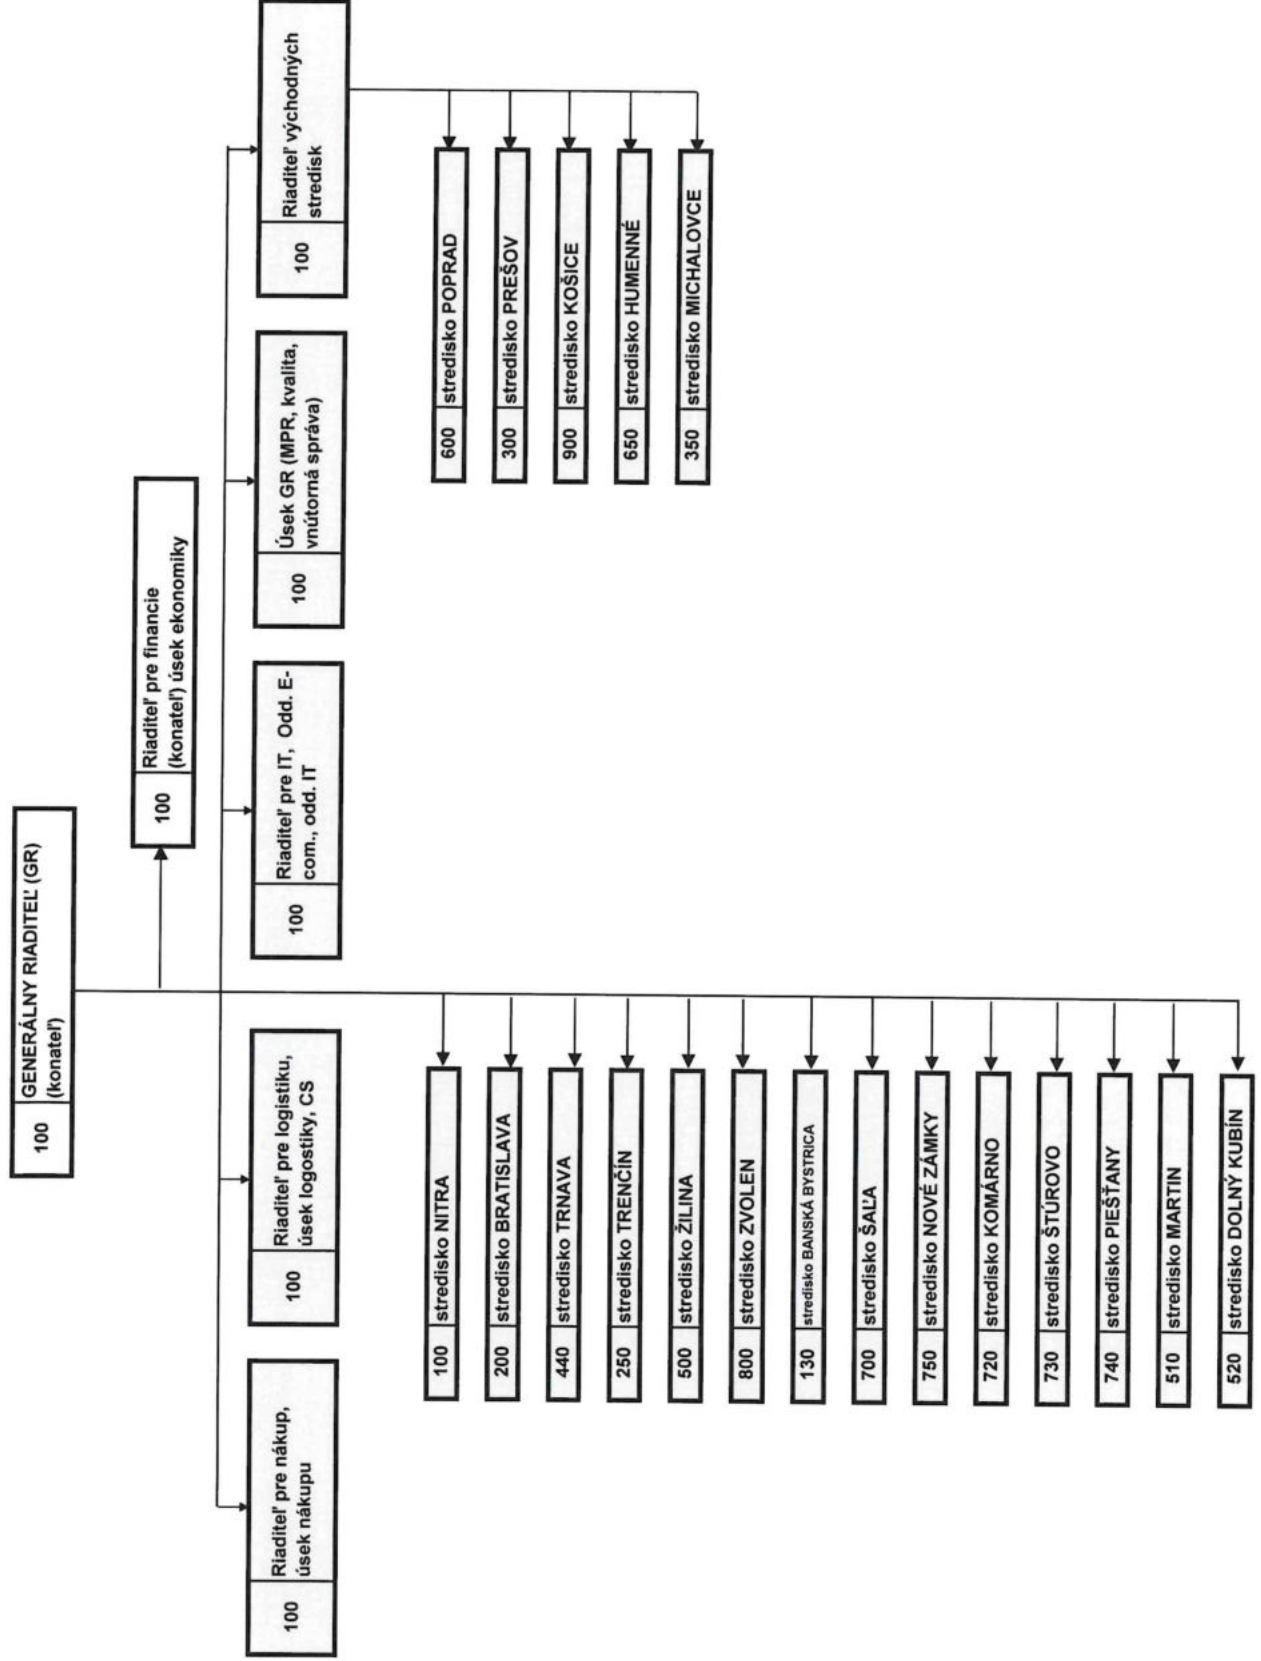 100
GENERÁLNY RIADITEĽ (GR)
(konateľ)
100
Riaditeľ pre financie
(konateľ) úsek ekonomiky
100
Riaditeľ pre nákup,
úsek nákupu
100
Riaditeľ pre logistiku,
úsek logostiky, CS
100
Riaditeľ pre IT, Odd. E-
com., odd. IT
100
Úsek GR (MPR, kvalita,
vnútorná správa)
100
Riaditeľ východných
stredísk
100 stredisko NITRA
200 stredisko BRATISLAVA
440 stredisko TRNAVA
250 stredisko TRENČÍN
500 stredisko ŽILINA
800 stredisko ZVOLEN
130 stredisko BANSKÁ BYSTRICA
700 stredisko ŠAĽA
750 stredisko NOVÉ ZÁMKY
720 stredisko KOMÁRNO
730 stredisko ŠTÚROVO
740 stredisko PIEŠŤANY
510 stredisko MARTIN
520 stredisko DOLNÝ KUBÍN
600 stredisko POPRAD
300 stredisko PREŠOV
900 stredisko KOŠICE
650 stredisko HUMENNÉ
350 stredisko MICHALOVCE